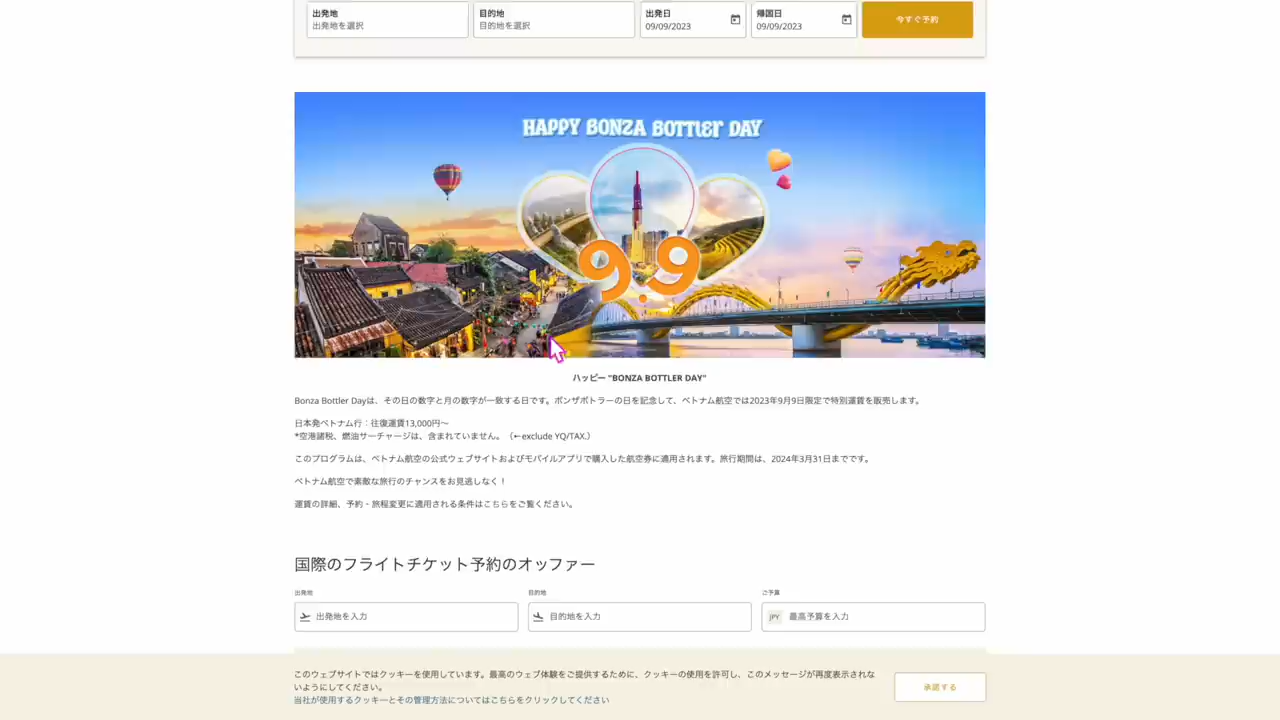 出発地
出発地を選択
目的地
目的地を選択
出発日
09/09/2023
帰国日
09/09/2023
今すぐ予約
HAPPY BONZA BOTTLER DAY
9.9
ハッピー "BONZA BOTTLER DAY"
Bonza Bottler Dayは、その日の数字と月の数字が一致する日です。ボンザボトラーの日を記念して、ベトナム航空では2023年9月9日限定で特別運賃を販売します。
日本発ベトナム行：往復運賃13,000円～
*空港諸税、燃油サーチャージは、含まれていません。（←exclude YQ/TAX.）
このプログラムは、ベトナム航空の公式ウェブサイトおよびモバイルアプリで購入した航空券に適用されます。旅行期間は、2024年3月31日までです。
ベトナム航空で素敵な旅行のチャンスをお見逃しなく！
運賃の詳細、予約・旅程変更に適用される条件はこちらをご覧ください。
国際のフライトチケット予約のオッファー
出発地
目的地
ご予算
出発地を入力
目的地を入力
JPY 最高予算を入力
このウェブサイトではクッキーを使用しています。最高のウェブ体験をご提供するために、クッキーの使用を許可し、このメッセージが再度表示されな
いようにしてください。
当社が使用するクッキーとその管理方法についてはこちらをクリックしてください
承諾する